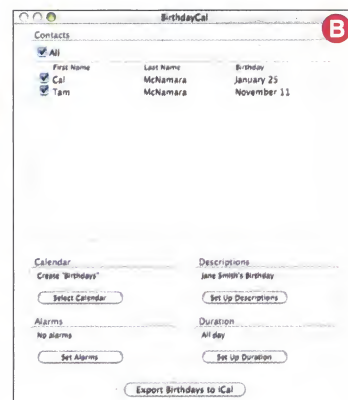 BirthdayCal
B
Contacts
All
First Name Last Name Birthday
Cal McNamara January 25
Tam McNamara November 11
Calendar Descriptions
Create "Birthdays" Jane Smith's Birthday
Select Calendar Set Up Descriptions
Alarms Duration
No alarms All day
Set Alarms Set Up Duration
Export Birthdays to iCal